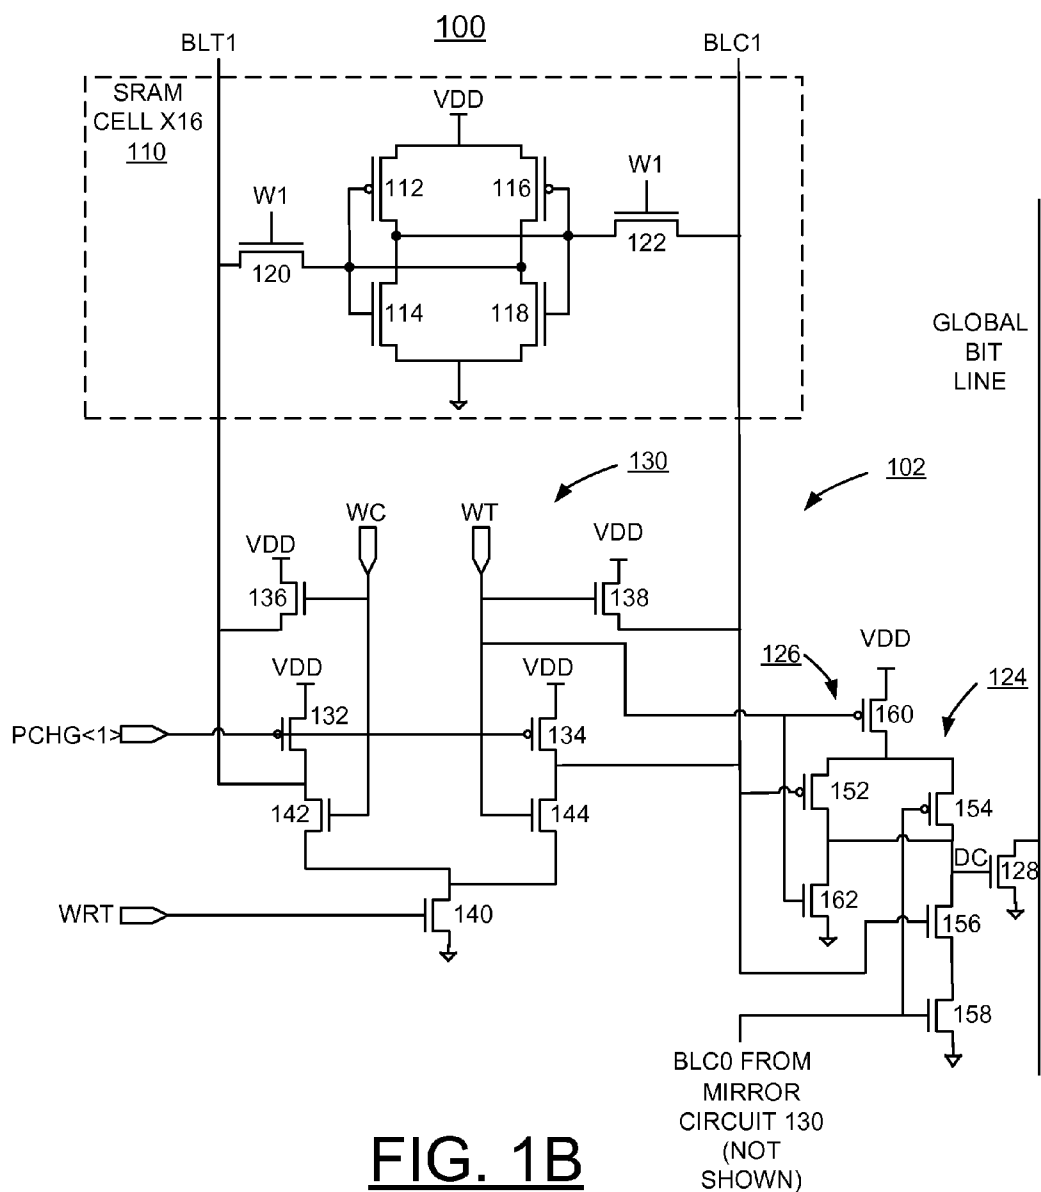 100
BLT1
BLC1
SRAM
CELL X16
110
VDD
W1
112
116
W1
120
122
114
118
GLOBAL
BIT
LINE
130
102
WC
WT
VDD
VDD
136
138
VDD
126
VDD
VDD
124
PCHG<1>
132
134
160
142
144
152
154
DC
128
WRT
140
162
156
158
BLC0 FROM
MIRROR
CIRCUIT 130
(NOT
SHOWN)
FIG. 1B